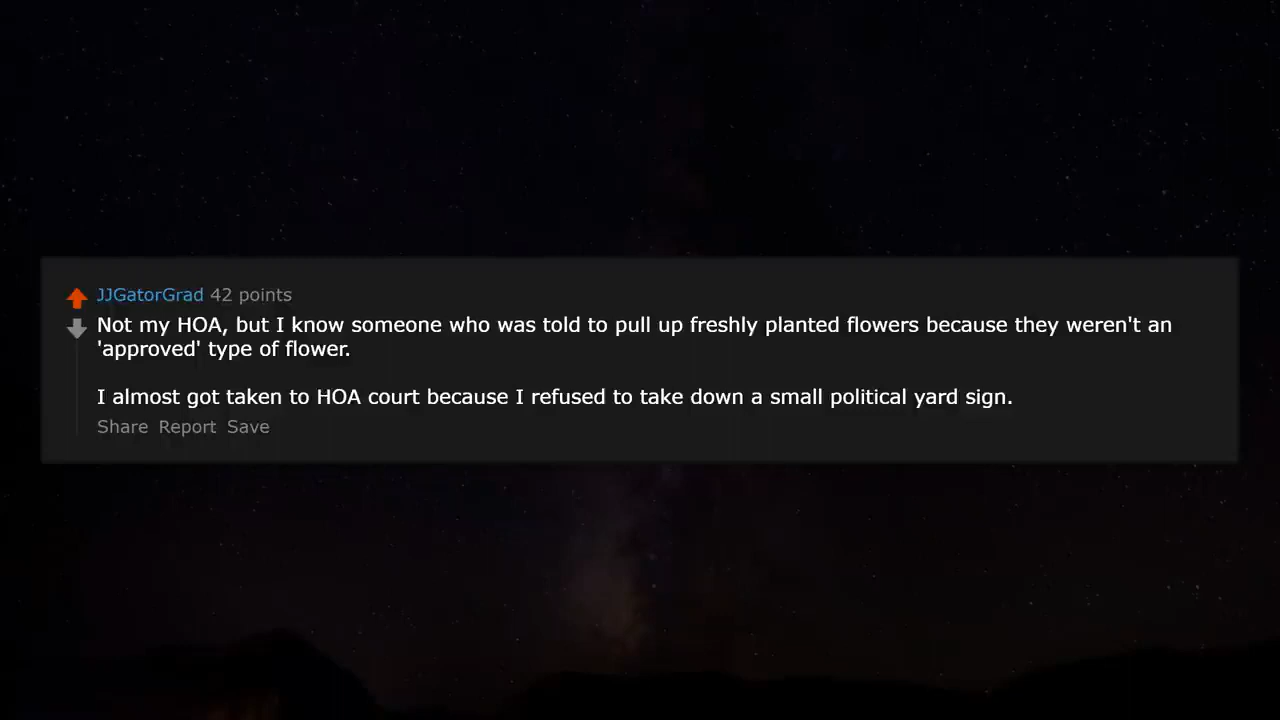 JJGatorGrad 42 points
Not my HOA, but I know someone who was told to pull up freshly planted flowers because they weren't an
'approved' type of flower.
I almost got taken to HOA court because I refused to take down a small political yard sign.
Share Report Save